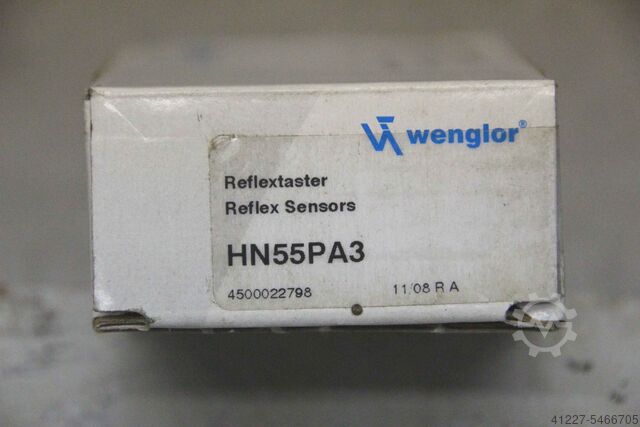 wenglor®
Reflextaster
Reflex Sensors
HN55PA3
4500022798 11/08 R A
41227-5466705